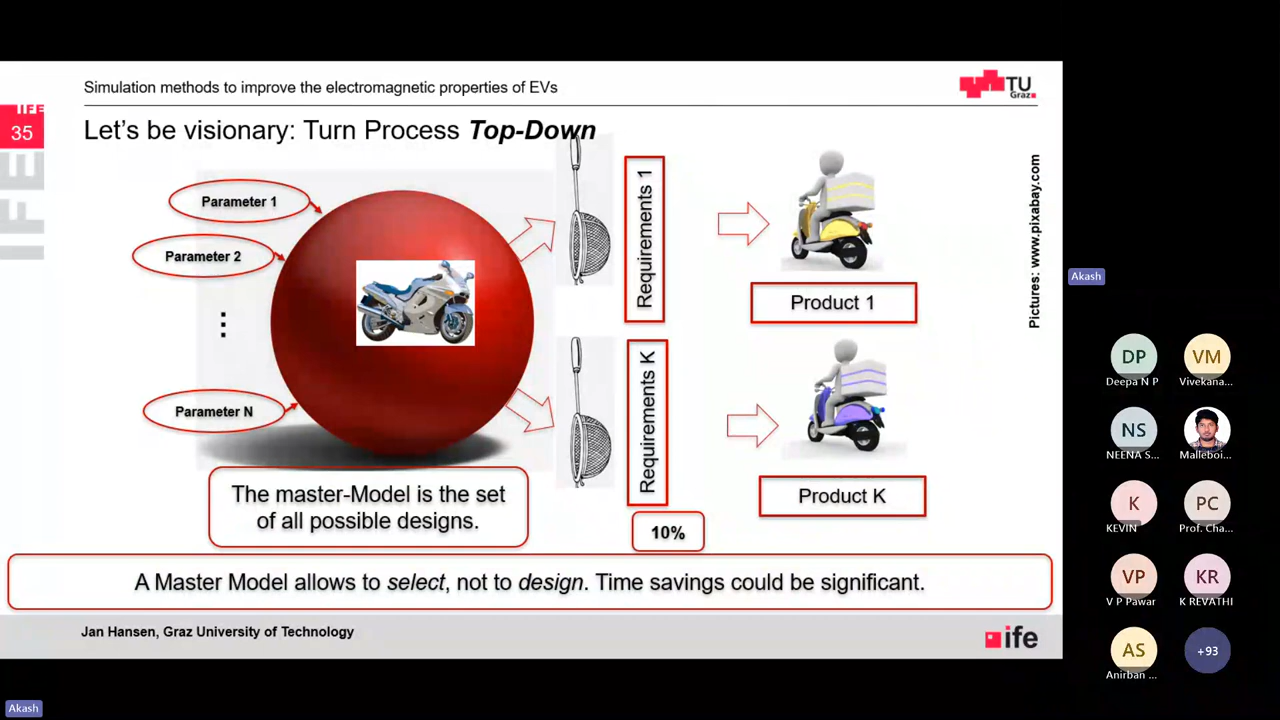 Simulation methods to improve the electromagnetic properties of EVs
TU
Graz
IFE
35
IFE
Let's be visionary: Turn Process Top-Down
Parameter 1
Parameter 2
⋮
Parameter N
Requirements 1
Requirements K
Product 1
Product K
Pictures: www.pixabay.com
The master-Model is the set
of all possible designs.
10%
A Master Model allows to select, not to design. Time savings could be significant.
Jan Hansen, Graz University of Technology
ife
Akash
DP
Deepa N P
VM
Vivekana...
NS
NEENA S...
Malleboi...
K
KEVIN
PC
Prof. Cha...
VP
V P Pawar
KR
K REVATHI
AS
Anirban ...
+93
Akash